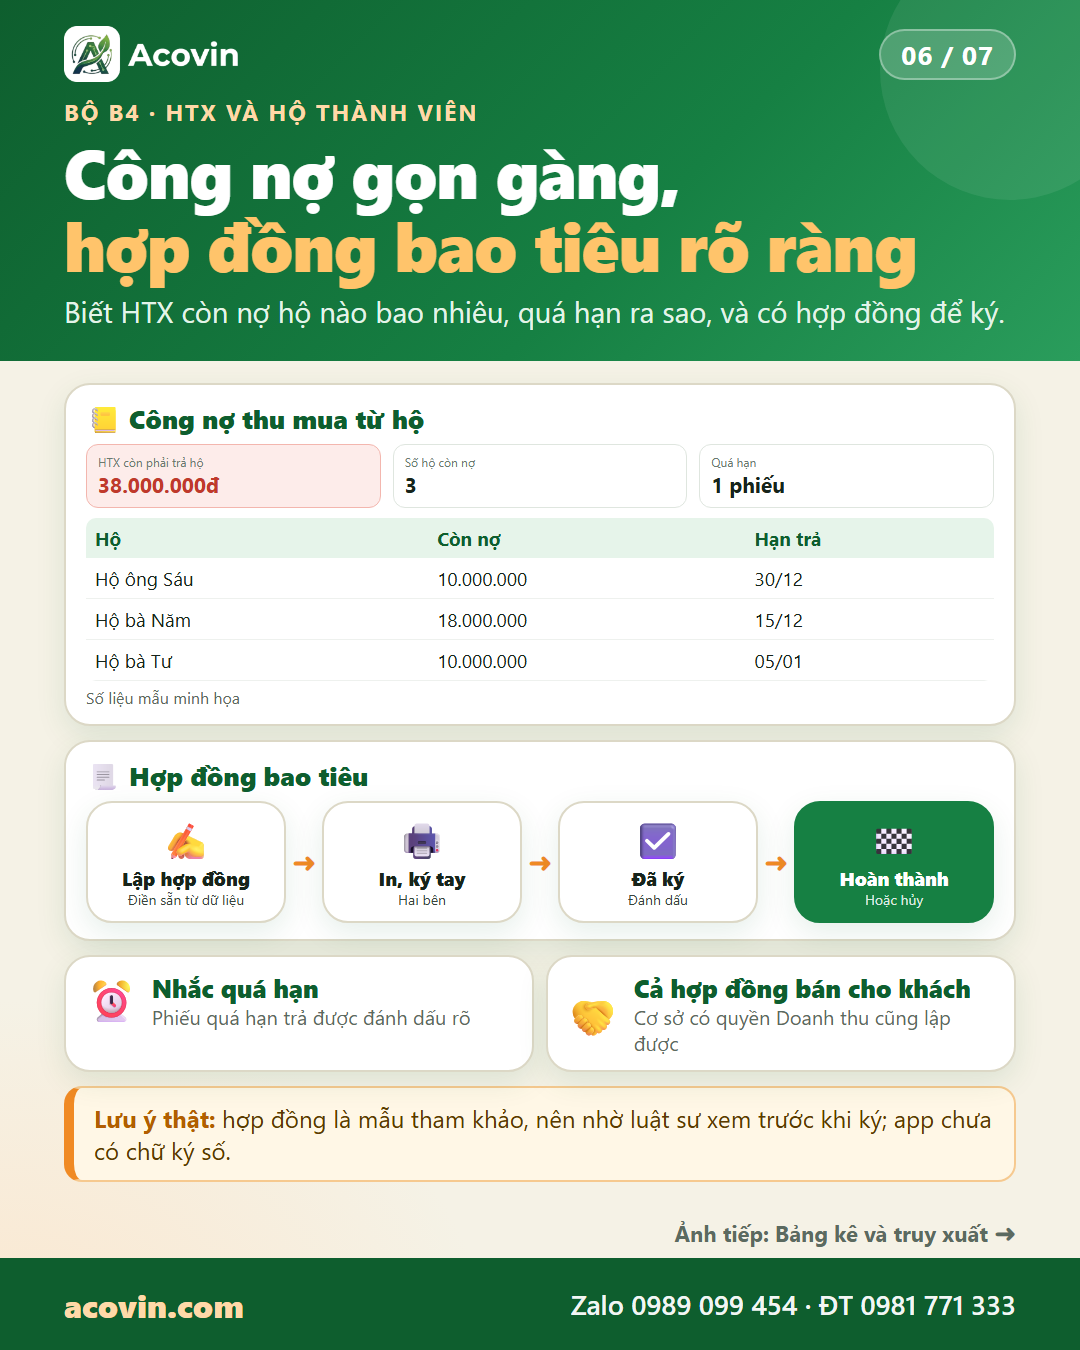 Acovin
06 / 07
BỘ B4 · HTX VÀ HỘ THÀNH VIÊN
Công nợ gọn gàng,
hợp đồng bao tiêu rõ ràng
Biết HTX còn nợ hộ nào bao nhiêu, quá hạn ra sao, và có hợp đồng để ký.
Công nợ thu mua từ hộ
HTX còn phải trả hộ
38.000.000đ
Số hộ còn nợ
3
Quá hạn
1 phiếu
Hộ Còn nợ Hạn trả
Hộ ông Sáu 10.000.000 30/12
Hộ bà Năm 18.000.000 15/12
Hộ bà Tư 10.000.000 05/01
Số liệu mẫu minh họa
Hợp đồng bao tiêu
Lập hợp đồng
Điền sẵn từ dữ liệu
➜
In, ký tay
Hai bên
➜
Đã ký
Đánh dấu
➜
Hoàn thành
Hoặc hủy
Nhắc quá hạn
Phiếu quá hạn trả được đánh dấu rõ
Cả hợp đồng bán cho khách
Cơ sở có quyền Doanh thu cũng lập
được
Lưu ý thật: hợp đồng là mẫu tham khảo, nên nhờ luật sư xem trước khi ký; app chưa
có chữ ký số.
Ảnh tiếp: Bảng kê và truy xuất ➜
acovin.com
Zalo 0989 099 454 · ĐT 0981 771 333